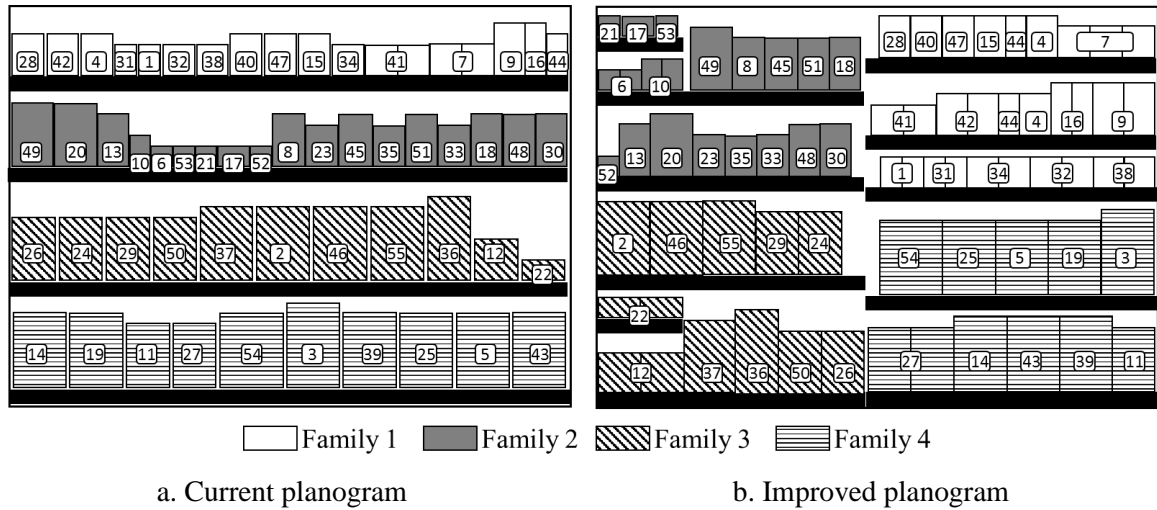 28 42 4 31 1 32 38 40 47 15 34 41 7 9 16 44
49 20 13 10 6 53 21 17 52 8 23 45 35 51 33 18 48 30
26 24 29 50 37 2 46 55 36 12 22
14 19 11 27 54 3 39 25 5 43
21 17 53
6 10 49 8 45 51 18
52 13 20 23 35 33 48 30
2 46 55 29 24
22
12 37 36 50 26
28 40 47 15 44 4 7
41 42 44 4 16 9
1 31 34 32 38
54 25 5 19 3
27 14 43 39 11
Family 1 Family 2 Family 3 Family 4
a. Current planogram
b. Improved planogram